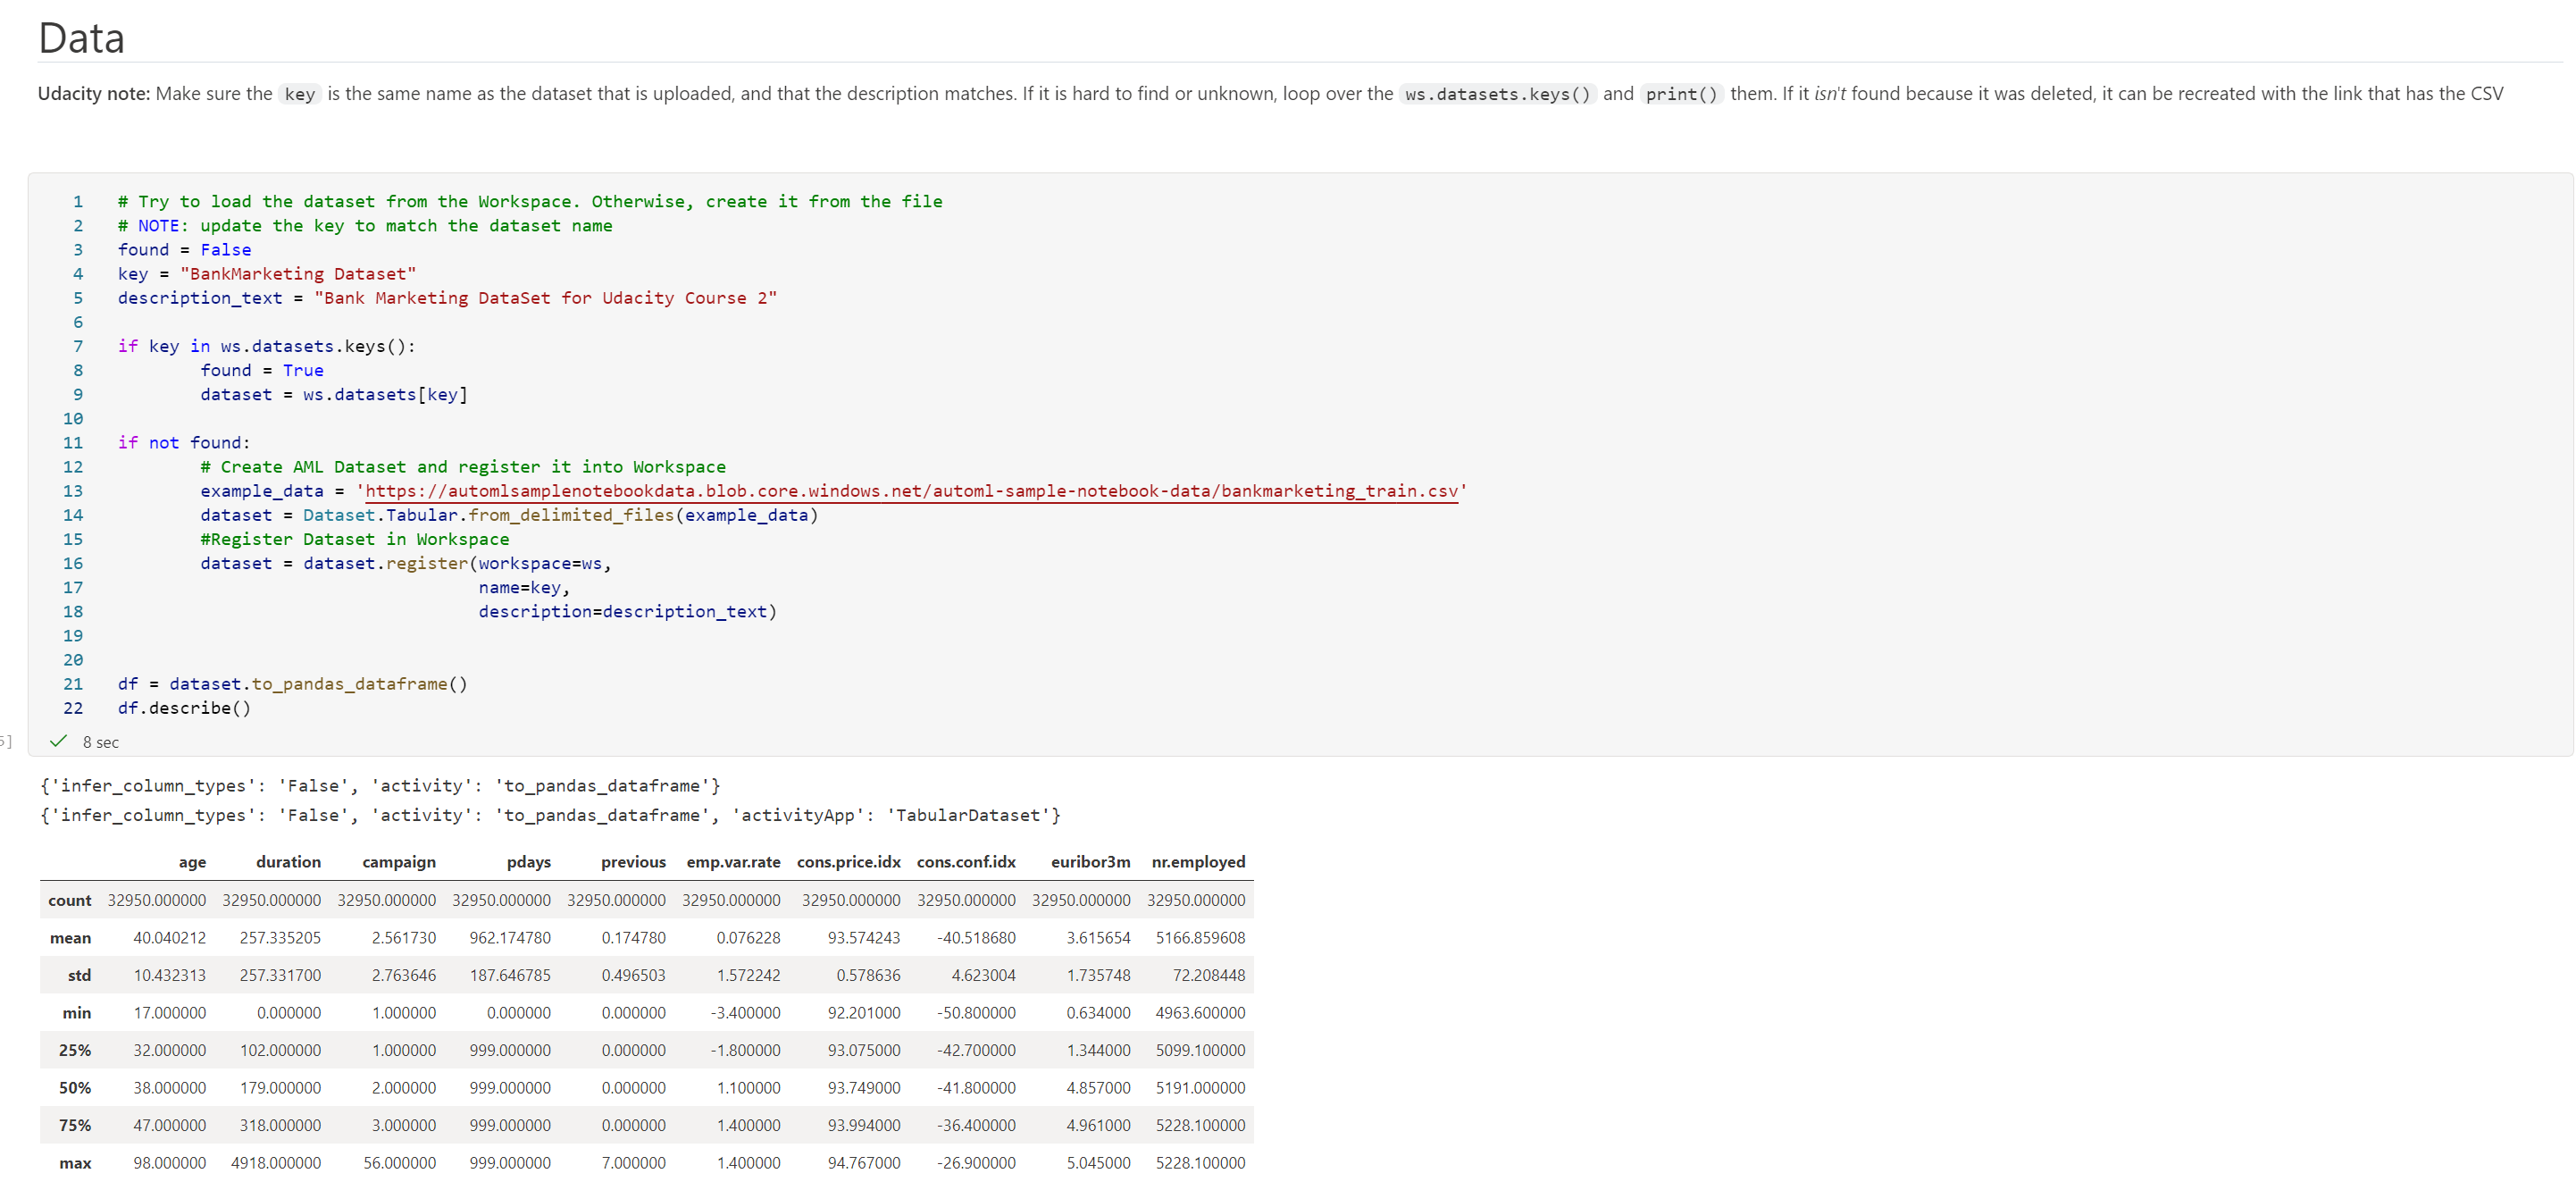 Data
Udacity note: Make sure the key is the same name as the dataset that is uploaded, and that the description matches. If it is hard to find or unknown, loop over the ws.datasets.keys() and print() them. If it isn't found because it was deleted, it can be recreated with the link that has the CSV
1 # Try to load the dataset from the Workspace. Otherwise, create it from the file
2 # NOTE: update the key to match the dataset name
3 found = False
4 key = "BankMarketing Dataset"
5 description_text = "Bank Marketing DataSet for Udacity Course 2"
6
7 if key in ws.datasets.keys():
8         found = True
9         dataset = ws.datasets[key]
10
11 if not found:
12         # Create AML Dataset and register it into Workspace
13         example_data = 'https://automlsamplenotebookdata.blob.core.windows.net/automl-sample-notebook-data/bankmarketing_train.csv'
14         dataset = Dataset.Tabular.from_delimited_files(example_data)
15         #Register Dataset in Workspace
16         dataset = dataset.register(workspace=ws,
17                                    name=key,
18                                    description=description_text)
19
20
21 df = dataset.to_pandas_dataframe()
22 df.describe()
5] 8 sec
{'infer_column_types': 'False', 'activity': 'to_pandas_dataframe'}
{'infer_column_types': 'False', 'activity': 'to_pandas_dataframe', 'activityApp': 'TabularDataset'}
age duration campaign pdays previous emp.var.rate cons.price.idx cons.conf.idx euribor3m nr.employed
count 32950.000000 32950.000000 32950.000000 32950.000000 32950.000000 32950.000000 32950.000000 32950.000000 32950.000000 32950.000000
mean 40.040212 257.335205 2.561730 962.174780 0.174780 0.076228 93.574243 -40.518680 3.615654 5166.859608
std 10.432313 257.331700 2.763646 187.646785 0.496503 1.572242 0.578636 4.623004 1.735748 72.208448
min 17.000000 0.000000 1.000000 0.000000 0.000000 -3.400000 92.201000 -50.800000 0.634000 4963.600000
25% 32.000000 102.000000 1.000000 999.000000 0.000000 -1.800000 93.075000 -42.700000 1.344000 5099.100000
50% 38.000000 179.000000 2.000000 999.000000 0.000000 1.100000 93.749000 -41.800000 4.857000 5191.000000
75% 47.000000 318.000000 3.000000 999.000000 0.000000 1.400000 93.994000 -36.400000 4.961000 5228.100000
max 98.000000 4918.000000 56.000000 999.000000 7.000000 1.400000 94.767000 -26.900000 5.045000 5228.100000